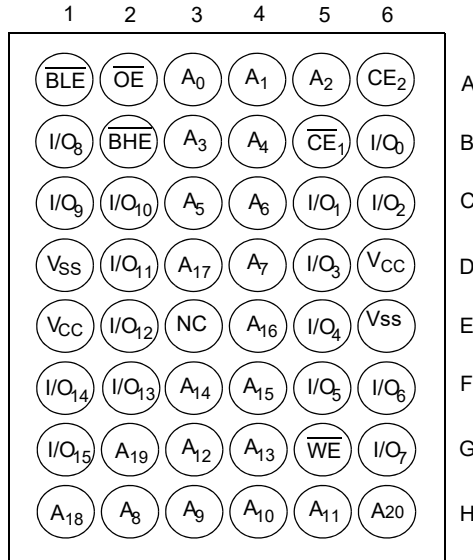 1 2 3 4 5 6
BLE OE A0 A1 A2 CE2 A
I/O8 BHE A3 A4 CE1 I/O0 B
I/O9 I/O10 A5 A6 I/O1 I/O2 C
VSS I/O11 A17 A7 I/O3 VCC D
VCC I/O12 NC A16 I/O4 Vss E
I/O14 I/O13 A14 A15 I/O5 I/O6 F
I/O15 A19 A12 A13 WE I/O7 G
A18 A8 A9 A10 A11 A20 H